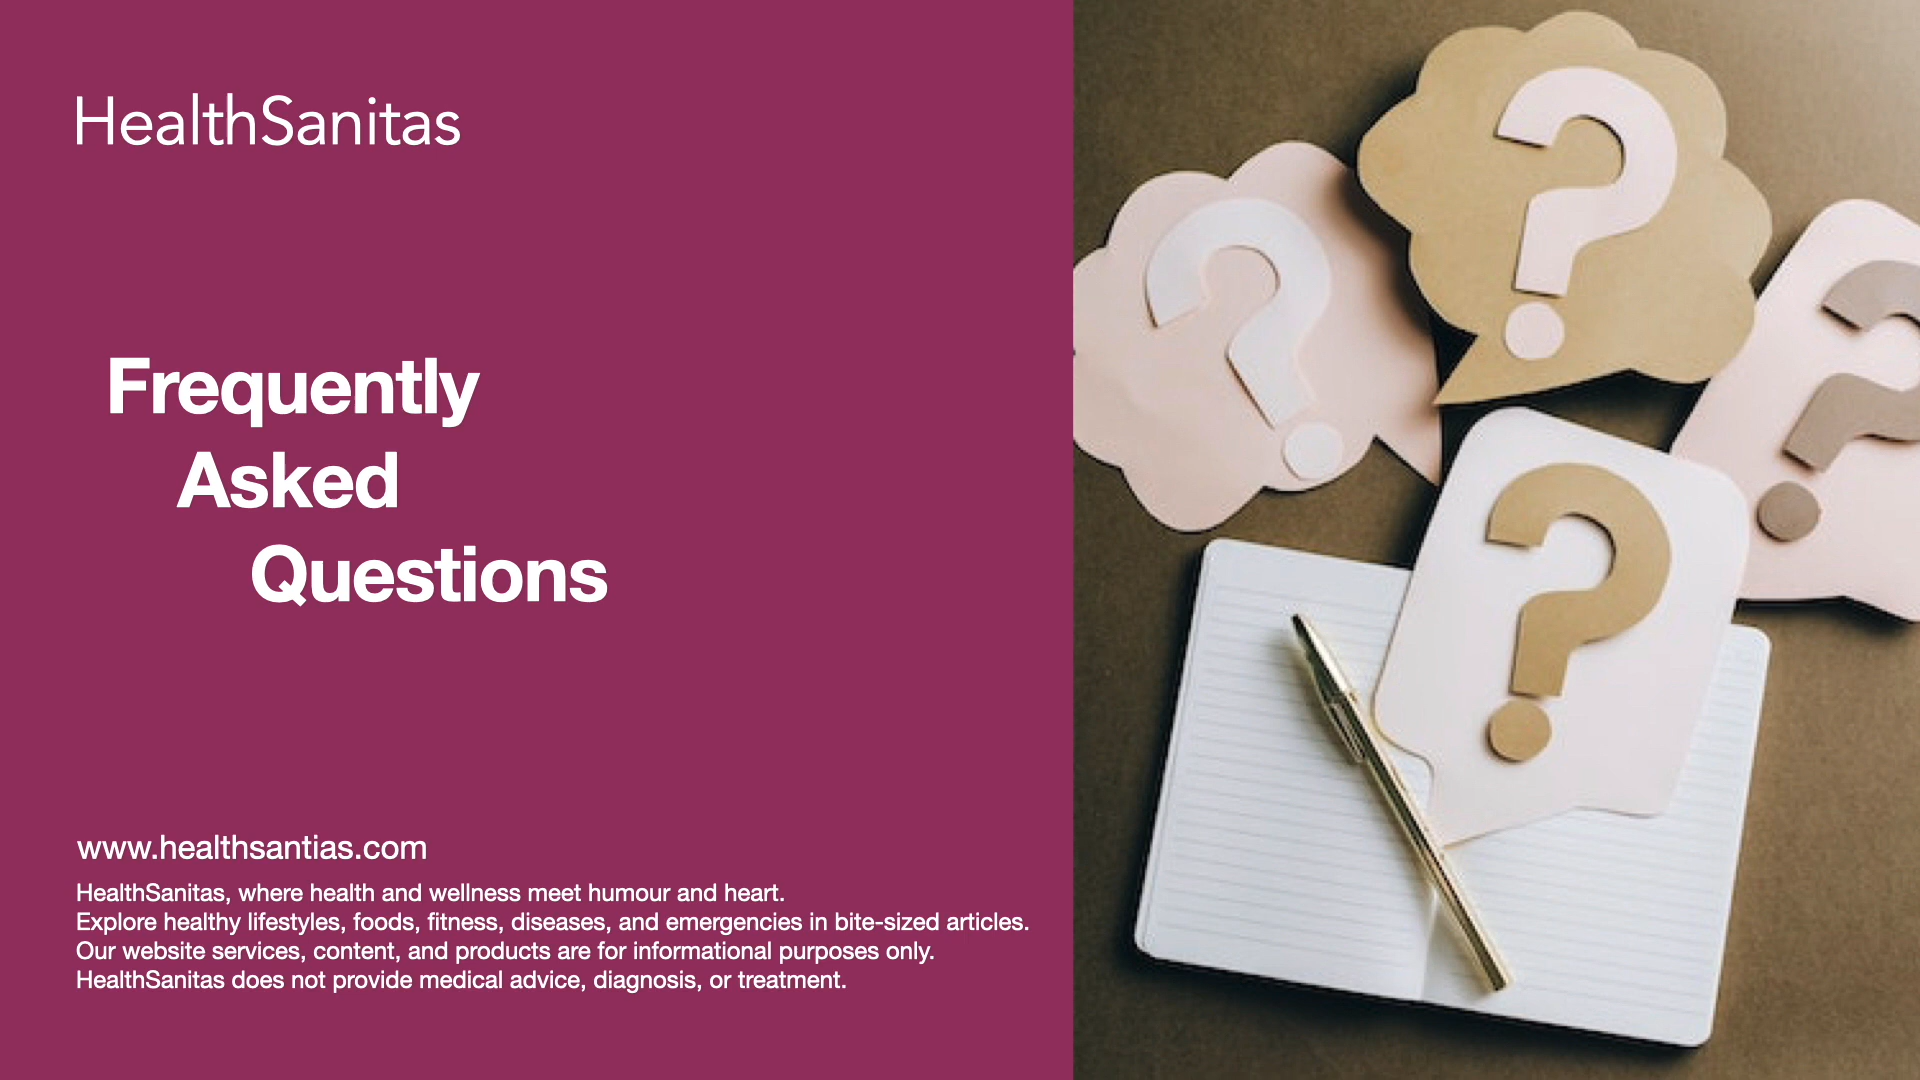 HealthSanitas
Frequently
Asked
Questions
www.healthsantias.com
HealthSanitas, where health and wellness meet humour and heart.
Explore healthy lifestyles, foods, fitness, diseases, and emergencies in bite-sized articles.
Our website services, content, and products are for informational purposes only.
HealthSanitas does not provide medical advice, diagnosis, or treatment.
?
?
?
?